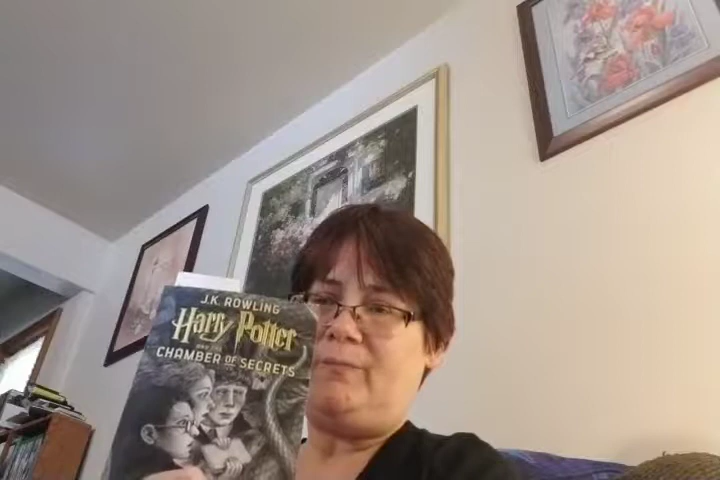 J.K. ROWLING
Harry Potter
AND THE
CHAMBER OF SECRETS